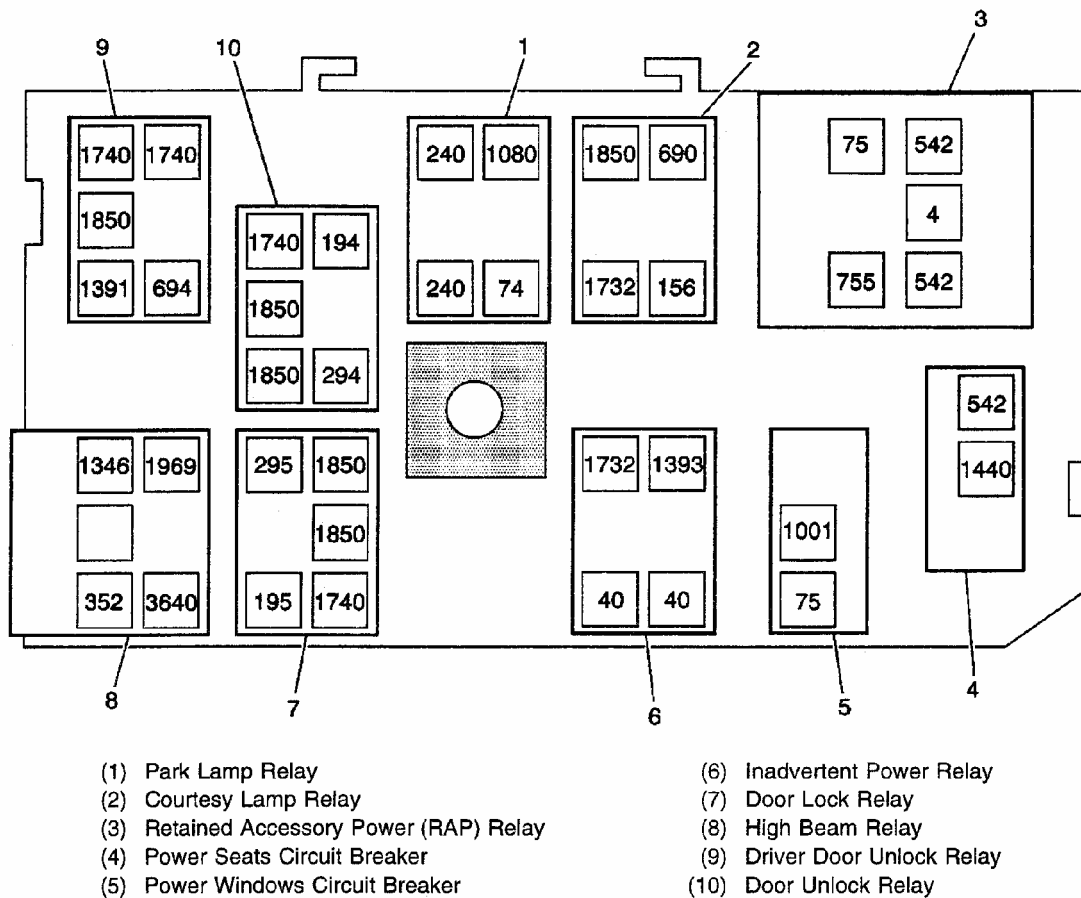 9 10 1 2 3
1740 1740
1850
1391 694
1740 194
1850
1850 294
240 1080
240 74
1850 690
1732 156
75 542
4
755 542
542
1440
1346 1969
352 3640
295 1850
1850
195 1740
1732 1393
40 40
1001
75
8 7 6 5 4
(1) Park Lamp Relay
(2) Courtesy Lamp Relay
(3) Retained Accessory Power (RAP) Relay
(4) Power Seats Circuit Breaker
(5) Power Windows Circuit Breaker
(6) Inadvertent Power Relay
(7) Door Lock Relay
(8) High Beam Relay
(9) Driver Door Unlock Relay
(10) Door Unlock Relay